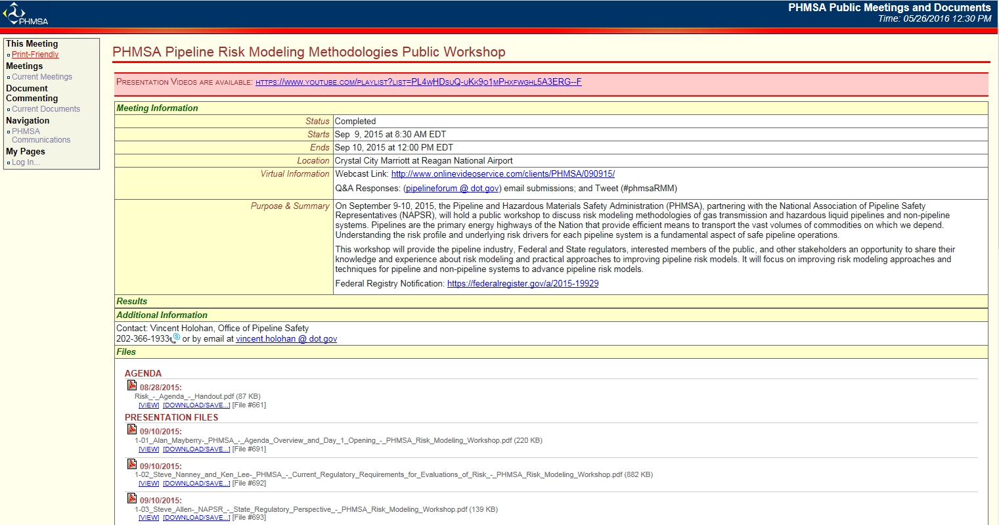 PHMSA
PHMSA Public Meetings and Documents
Time: 05/26/2016 12:30 PM
This Meeting
Print-Friendly
Meetings
Current Meetings
Document
Commenting
Current Documents
Navigation
PHMSA
Communications
My Pages
Log In...
PHMSA Pipeline Risk Modeling Methodologies Public Workshop
Presentation Videos are available: https://www.youtube.com/playlist?list=PL4wHDsuQ-uKk9o1mPhxfwghl5A3ERG--F
Meeting Information
Status Completed
Starts Sep 9, 2015 at 8:30 AM EDT
Ends Sep 10, 2015 at 12:00 PM EDT
Location Crystal City Marriott at Reagan National Airport
Virtual Information Webcast Link: http://www.onlinevideoservice.com/clients/PHMSA/090915/
Q&A Responses: (pipelineforum @ dot.gov) email submissions; and Tweet (#phmsaRMM)
Purpose & Summary On September 9-10, 2015, the Pipeline and Hazardous Materials Safety Administration (PHMSA), partnering with the National Association of Pipeline Safety
Representatives (NAPSR), will hold a public workshop to discuss risk modeling methodologies of gas transmission and hazardous liquid pipelines and non-pipeline
systems. Pipelines are the primary energy highways of the Nation that provide efficient means to transport the vast volumes of commodities on which we depend.
Understanding the risk profile and underlying risk drivers for each pipeline system is a fundamental aspect of safe pipeline operations.
This workshop will provide the pipeline industry, Federal and State regulators, interested members of the public, and other stakeholders an opportunity to share their
knowledge and experience about risk modeling and practical approaches to improving pipeline risk models. It will focus on improving risk modeling approaches and
techniques for pipeline and non-pipeline systems to advance pipeline risk models.
Federal Registry Notification: https://federalregister.gov/a/2015-19929
Results
Additional Information
Contact: Vincent Holohan, Office of Pipeline Safety
202-366-1933 or by email at vincent.holohan @ dot.gov
Files
AGENDA
08/28/2015:
Risk_-_Agenda_-_Handout.pdf (87 KB)
[VIEW] [DOWNLOAD/SAVE...] [File #661]
PRESENTATION FILES
09/10/2015:
1-01_Alan_Mayberry-_PHMSA_-_Agenda_Overview_and_Day_1_Opening_-_PHMSA_Risk_Modeling_Workshop.pdf (220 KB)
[VIEW] [DOWNLOAD/SAVE...] [File #691]
09/10/2015:
1-02_Steve_Nanney_and_Ken_Lee-_PHMSA_-_Current_Regulatory_Requirements_for_Evaluations_of_Risk_-_PHMSA_Risk_Modeling_Workshop.pdf (882 KB)
[VIEW] [DOWNLOAD/SAVE...] [File #692]
09/10/2015:
1-03_Steve_Allen-_NAPSR_-_State_Regulatory_Perspective_-_PHMSA_Risk_Modeling_Workshop.pdf (139 KB)
[VIEW] [DOWNLOAD/SAVE...] [File #693]